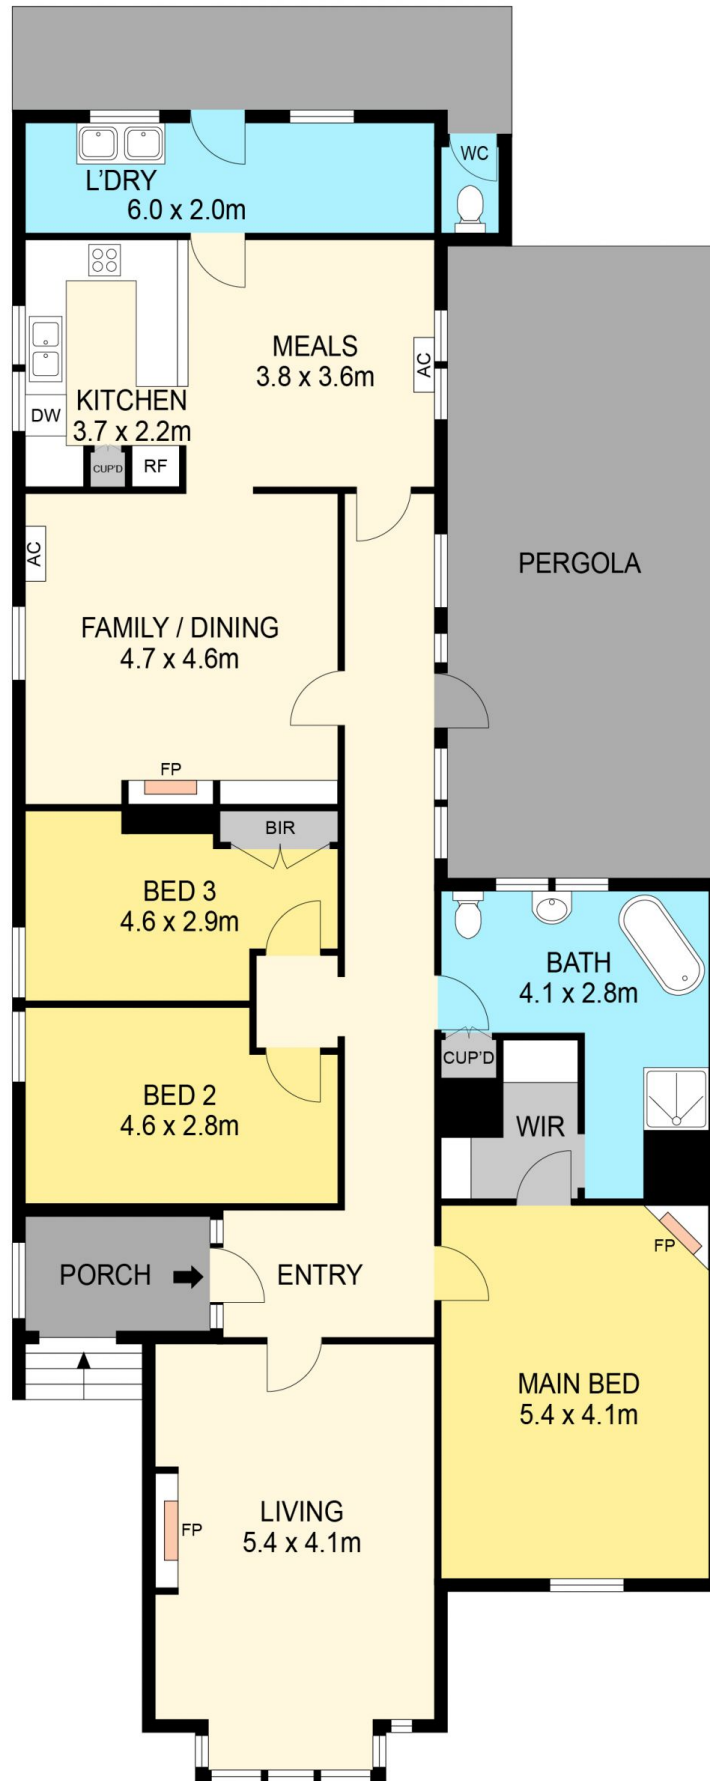 WC
L'DRY
6.0 x 2.0m
MEALS
3.8 x 3.6m
AC
KITCHEN
3.7 x 2.2m
DW
CUP'D
RF
AC
PERGOLA
FAMILY / DINING
4.7 x 4.6m
FP
BIR
BED 3
4.6 x 2.9m
BATH
4.1 x 2.8m
CUP'D
BED 2
4.6 x 2.8m
WIR
FP
PORCH
ENTRY
MAIN BED
5.4 x 4.1m
LIVING
5.4 x 4.1m
FP